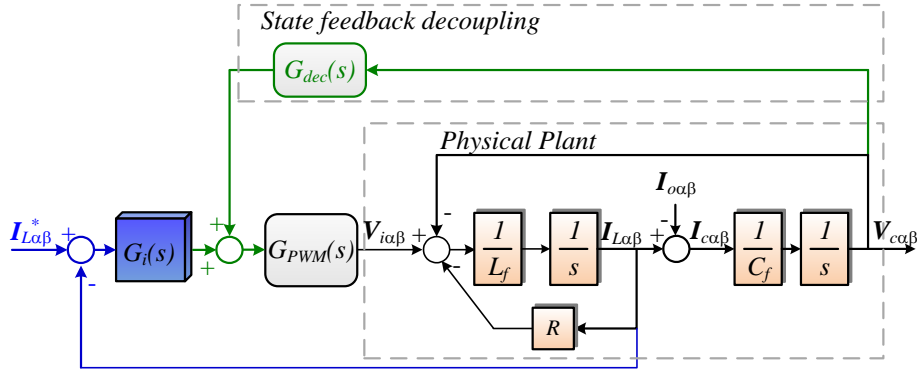 State feedback decoupling
G_dec(s)
Physical Plant
I_oαβ
-
-
I_Lαβ^*
+
-
G_i(s)
+
+
G_PWM(s)
V_iαβ
+
-
1/L_f
1/s
I_Lαβ
+
I_cαβ
1/C_f
1/s
V_cαβ
R